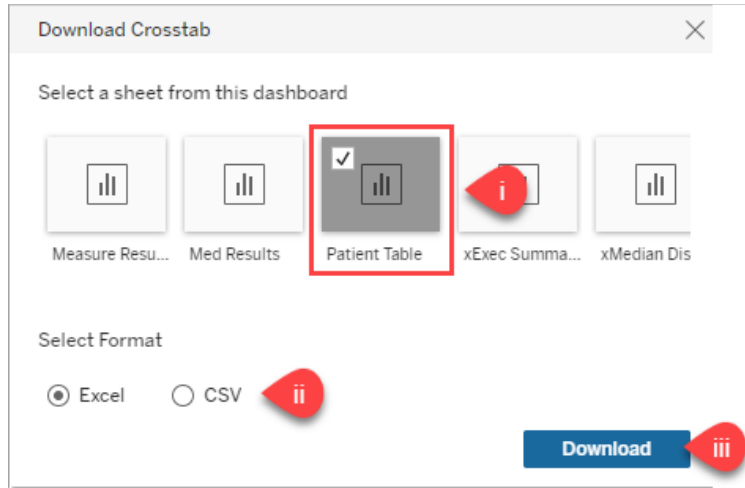 Download Crosstab
Select a sheet from this dashboard
i
Measure Resu... Med Results Patient Table xExec Summa... xMedian Dis
Select Format
Excel CSV ii
Download iii